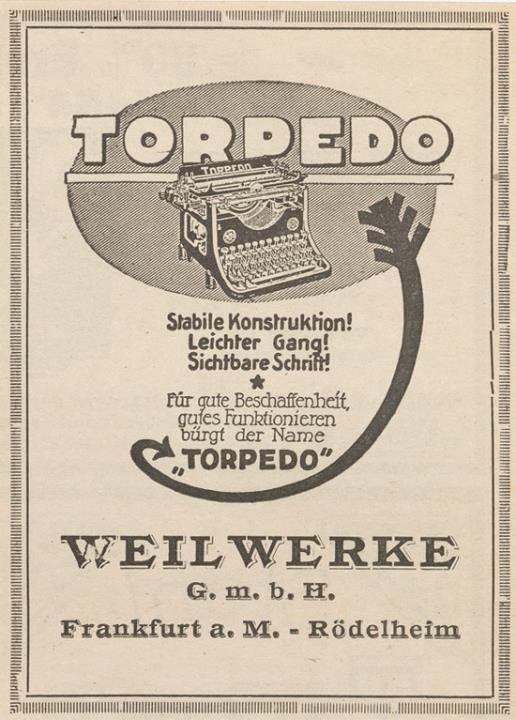 TORPEDO
TORPEDO
Stabile Konstruktion!
Leichter Gang!
Sichtbare Schrift!
Für gute Beschaffenheit,
gutes Funktionieren
bürgt der Name
„TORPEDO“
WEILWERKE
G. m. b. H.
Frankfurt a. M. - Rödelheim